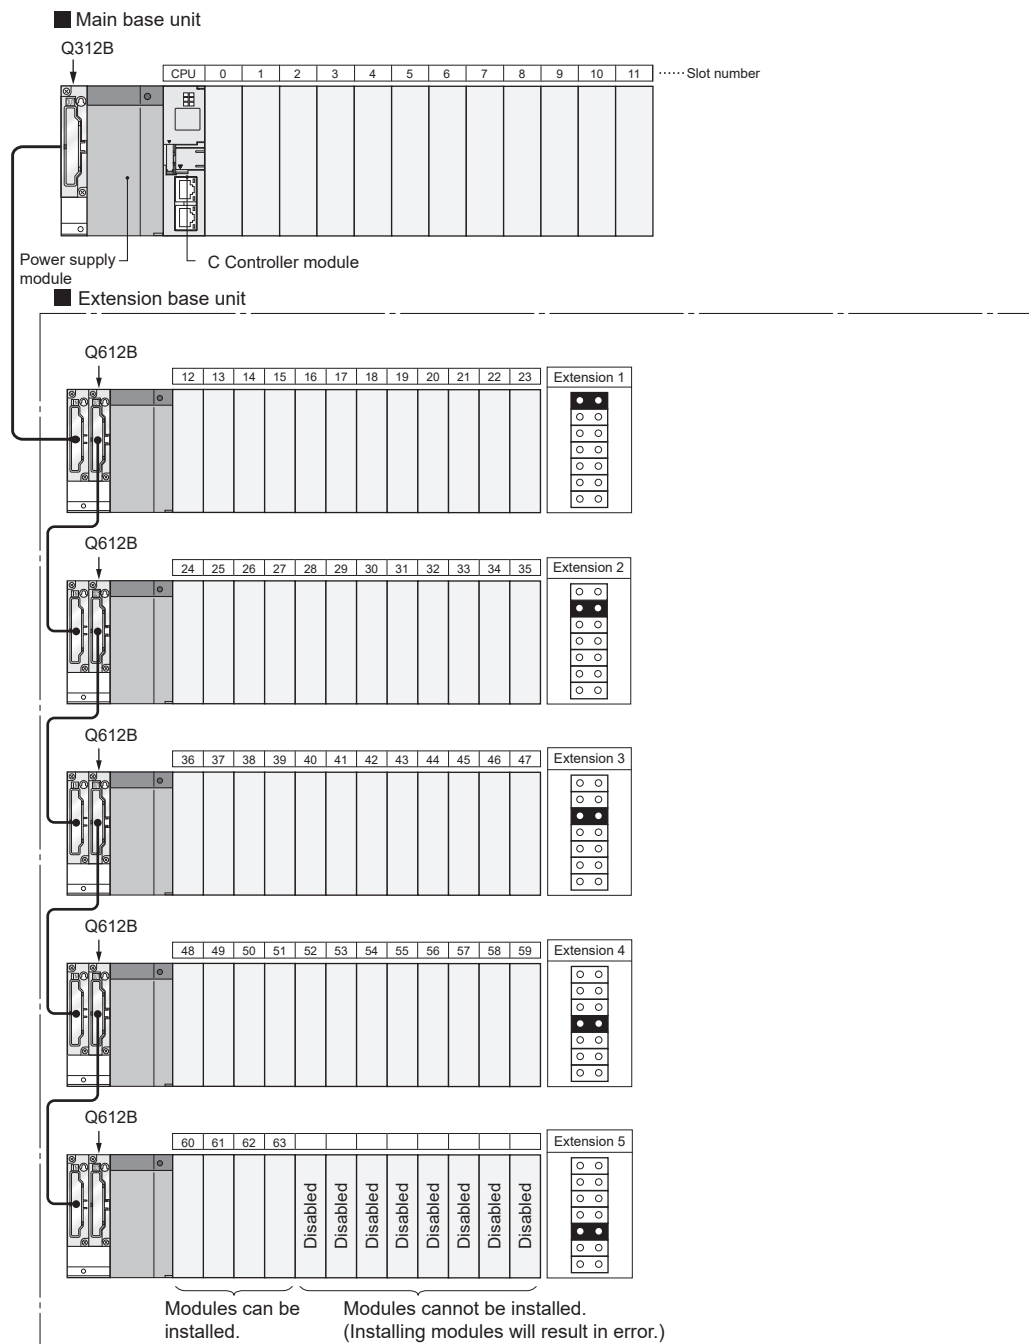 Main base unit
Q312B
CPU 0 1 2 3 4 5 6 7 8 9 10 11 ······Slot number
Power supply
module
C Controller module
Extension base unit
Q612B
12 13 14 15 16 17 18 19 20 21 22 23 Extension 1
Q612B
24 25 26 27 28 29 30 31 32 33 34 35 Extension 2
Q612B
36 37 38 39 40 41 42 43 44 45 46 47 Extension 3
Q612B
48 49 50 51 52 53 54 55 56 57 58 59 Extension 4
Q612B
60 61 62 63 Extension 5
Disabled Disabled Disabled Disabled Disabled Disabled Disabled Disabled
Modules can be
installed.
Modules cannot be installed.
(Installing modules will result in error.)